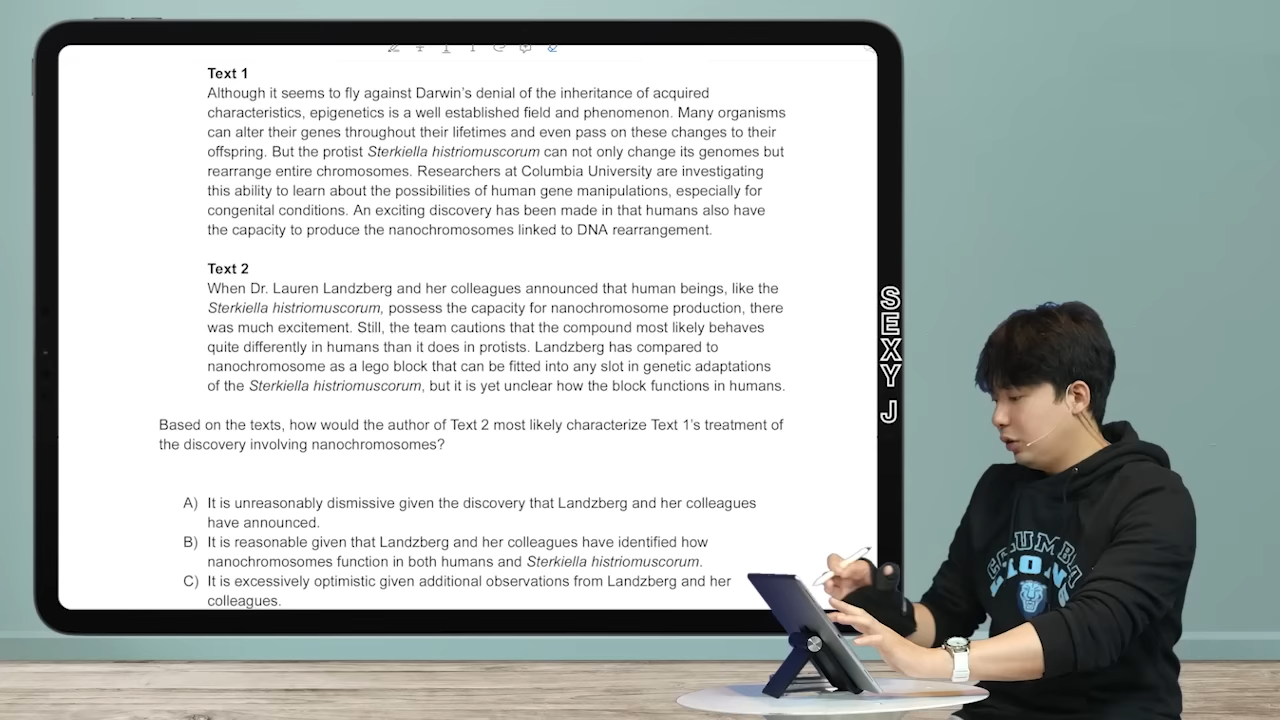 Text 1
Although it seems to fly against Darwin's denial of the inheritance of acquired
characteristics, epigenetics is a well established field and phenomenon. Many organisms
can alter their genes throughout their lifetimes and even pass on these changes to their
offspring. But the protist Sterkiella histriomuscorum can not only change its genomes but
rearrange entire chromosomes. Researchers at Columbia University are investigating
this ability to learn about the possibilities of human gene manipulations, especially for
congenital conditions. An exciting discovery has been made in that humans also have
the capacity to produce the nanochromosomes linked to DNA rearrangement.
Text 2
When Dr. Lauren Landzberg and her colleagues announced that human beings, like the
Sterkiella histriomuscorum, possess the capacity for nanochromosome production, there
was much excitement. Still, the team cautions that the compound most likely behaves
quite differently in humans than it does in protists. Landzberg has compared to
nanochromosome as a lego block that can be fitted into any slot in genetic adaptations
of the Sterkiella histriomuscorum, but it is yet unclear how the block functions in humans.
Based on the texts, how would the author of Text 2 most likely characterize Text 1's treatment of
the discovery involving nanochromosomes?
A) It is unreasonably dismissive given the discovery that Landzberg and her colleagues
have announced.
B) It is reasonable given that Landzberg and her colleagues have identified how
nanochromosomes function in both humans and Sterkiella histriomuscorum.
C) It is excessively optimistic given additional observations from Landzberg and her
colleagues.
SEXY J
COLUMBIA
LIONS